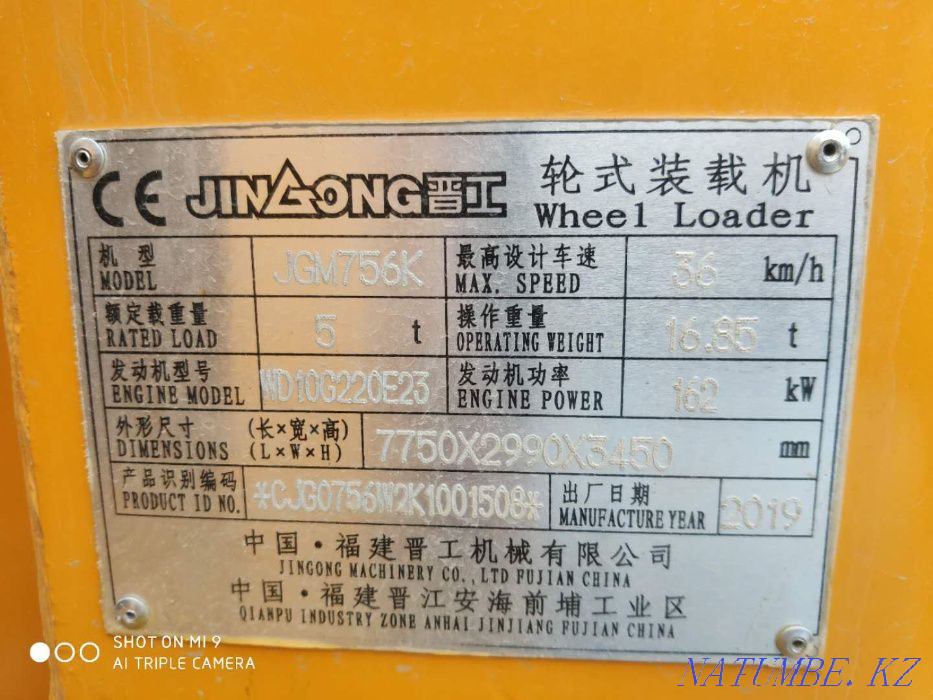 CE JINGONG晋工 轮式装载机
Wheel Loader
机型 JGM756K 最高设计车速 36 km/h
MODEL MAX. SPEED
额定载重量 5 t 操作重量 16.85 t
RATED LOAD OPERATING WEIGHT
发动机型号 WD10G220E23 发动机功率 162 kW
ENGINE MODEL ENGINE POWER
外形尺寸 (长×宽×高) 7750X2990X3450 mm
DIMENSIONS (L×W×H)
产品识别编码 *CJG0756W2K1001508* 出厂日期 2019
PRODUCT ID NO. MANUFACTURE YEAR
中国·福建晋工机械有限公司
JINGONG MACHINERY CO., LTD FUJIAN CHINA
中国·福建晋江安海前埔工业区
QIANPU INDUSTRY ZONE ANHAI JINJIANG FUJIAN CHINA
SHOT ON MI 9
AI TRIPLE CAMERA
NATUMBE. KZ